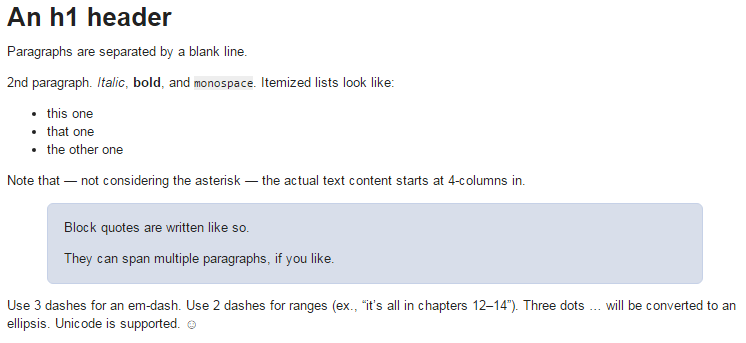 An h1 header
Paragraphs are separated by a blank line.
2nd paragraph. Italic, bold, and monospace. Itemized lists look like:
• this one
• that one
• the other one
Note that — not considering the asterisk — the actual text content starts at 4-columns in.
Block quotes are written like so.
They can span multiple paragraphs, if you like.
Use 3 dashes for an em-dash. Use 2 dashes for ranges (ex., “it’s all in chapters 12–14”). Three dots … will be converted to an
ellipsis. Unicode is supported. ☺